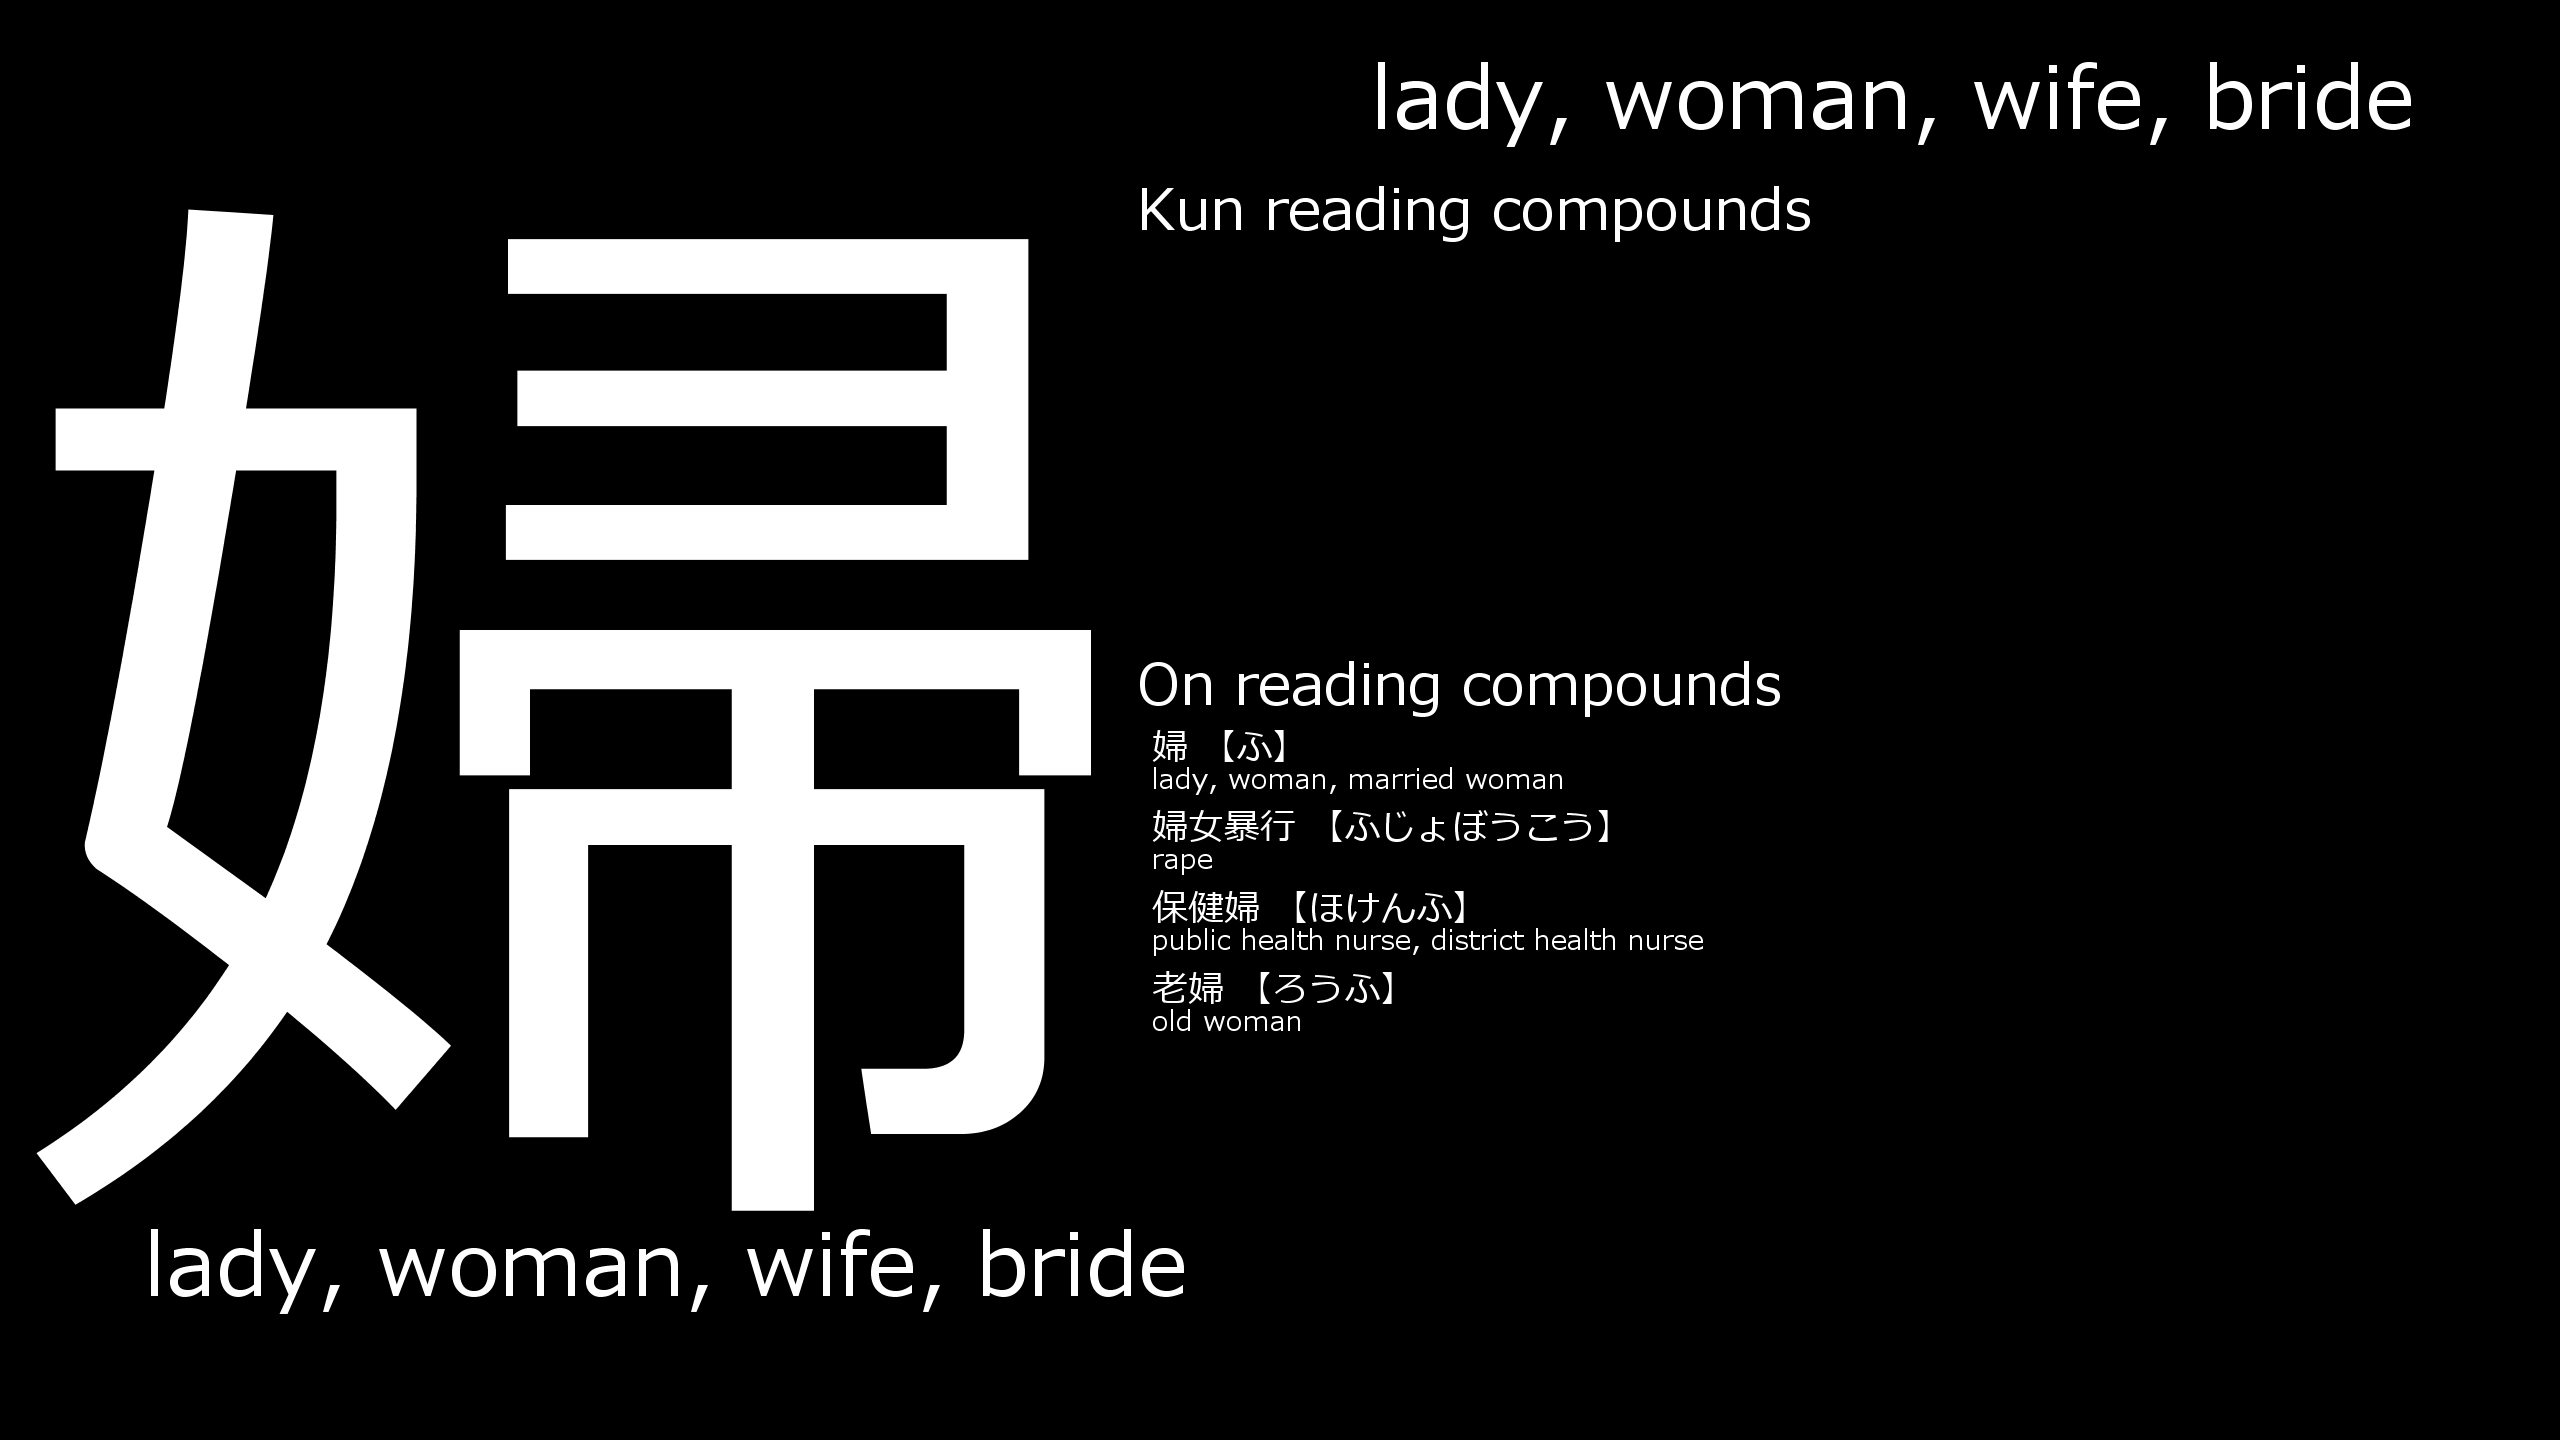 婦
lady, woman, wife, bride
lady, woman, wife, bride
Kun reading compounds
On reading compounds
婦 【ふ】
lady, woman, married woman
婦女暴行 【ふじょぼうこう】
rape
保健婦 【ほけんふ】
public health nurse, district health nurse
老婦 【ろうふ】
old woman